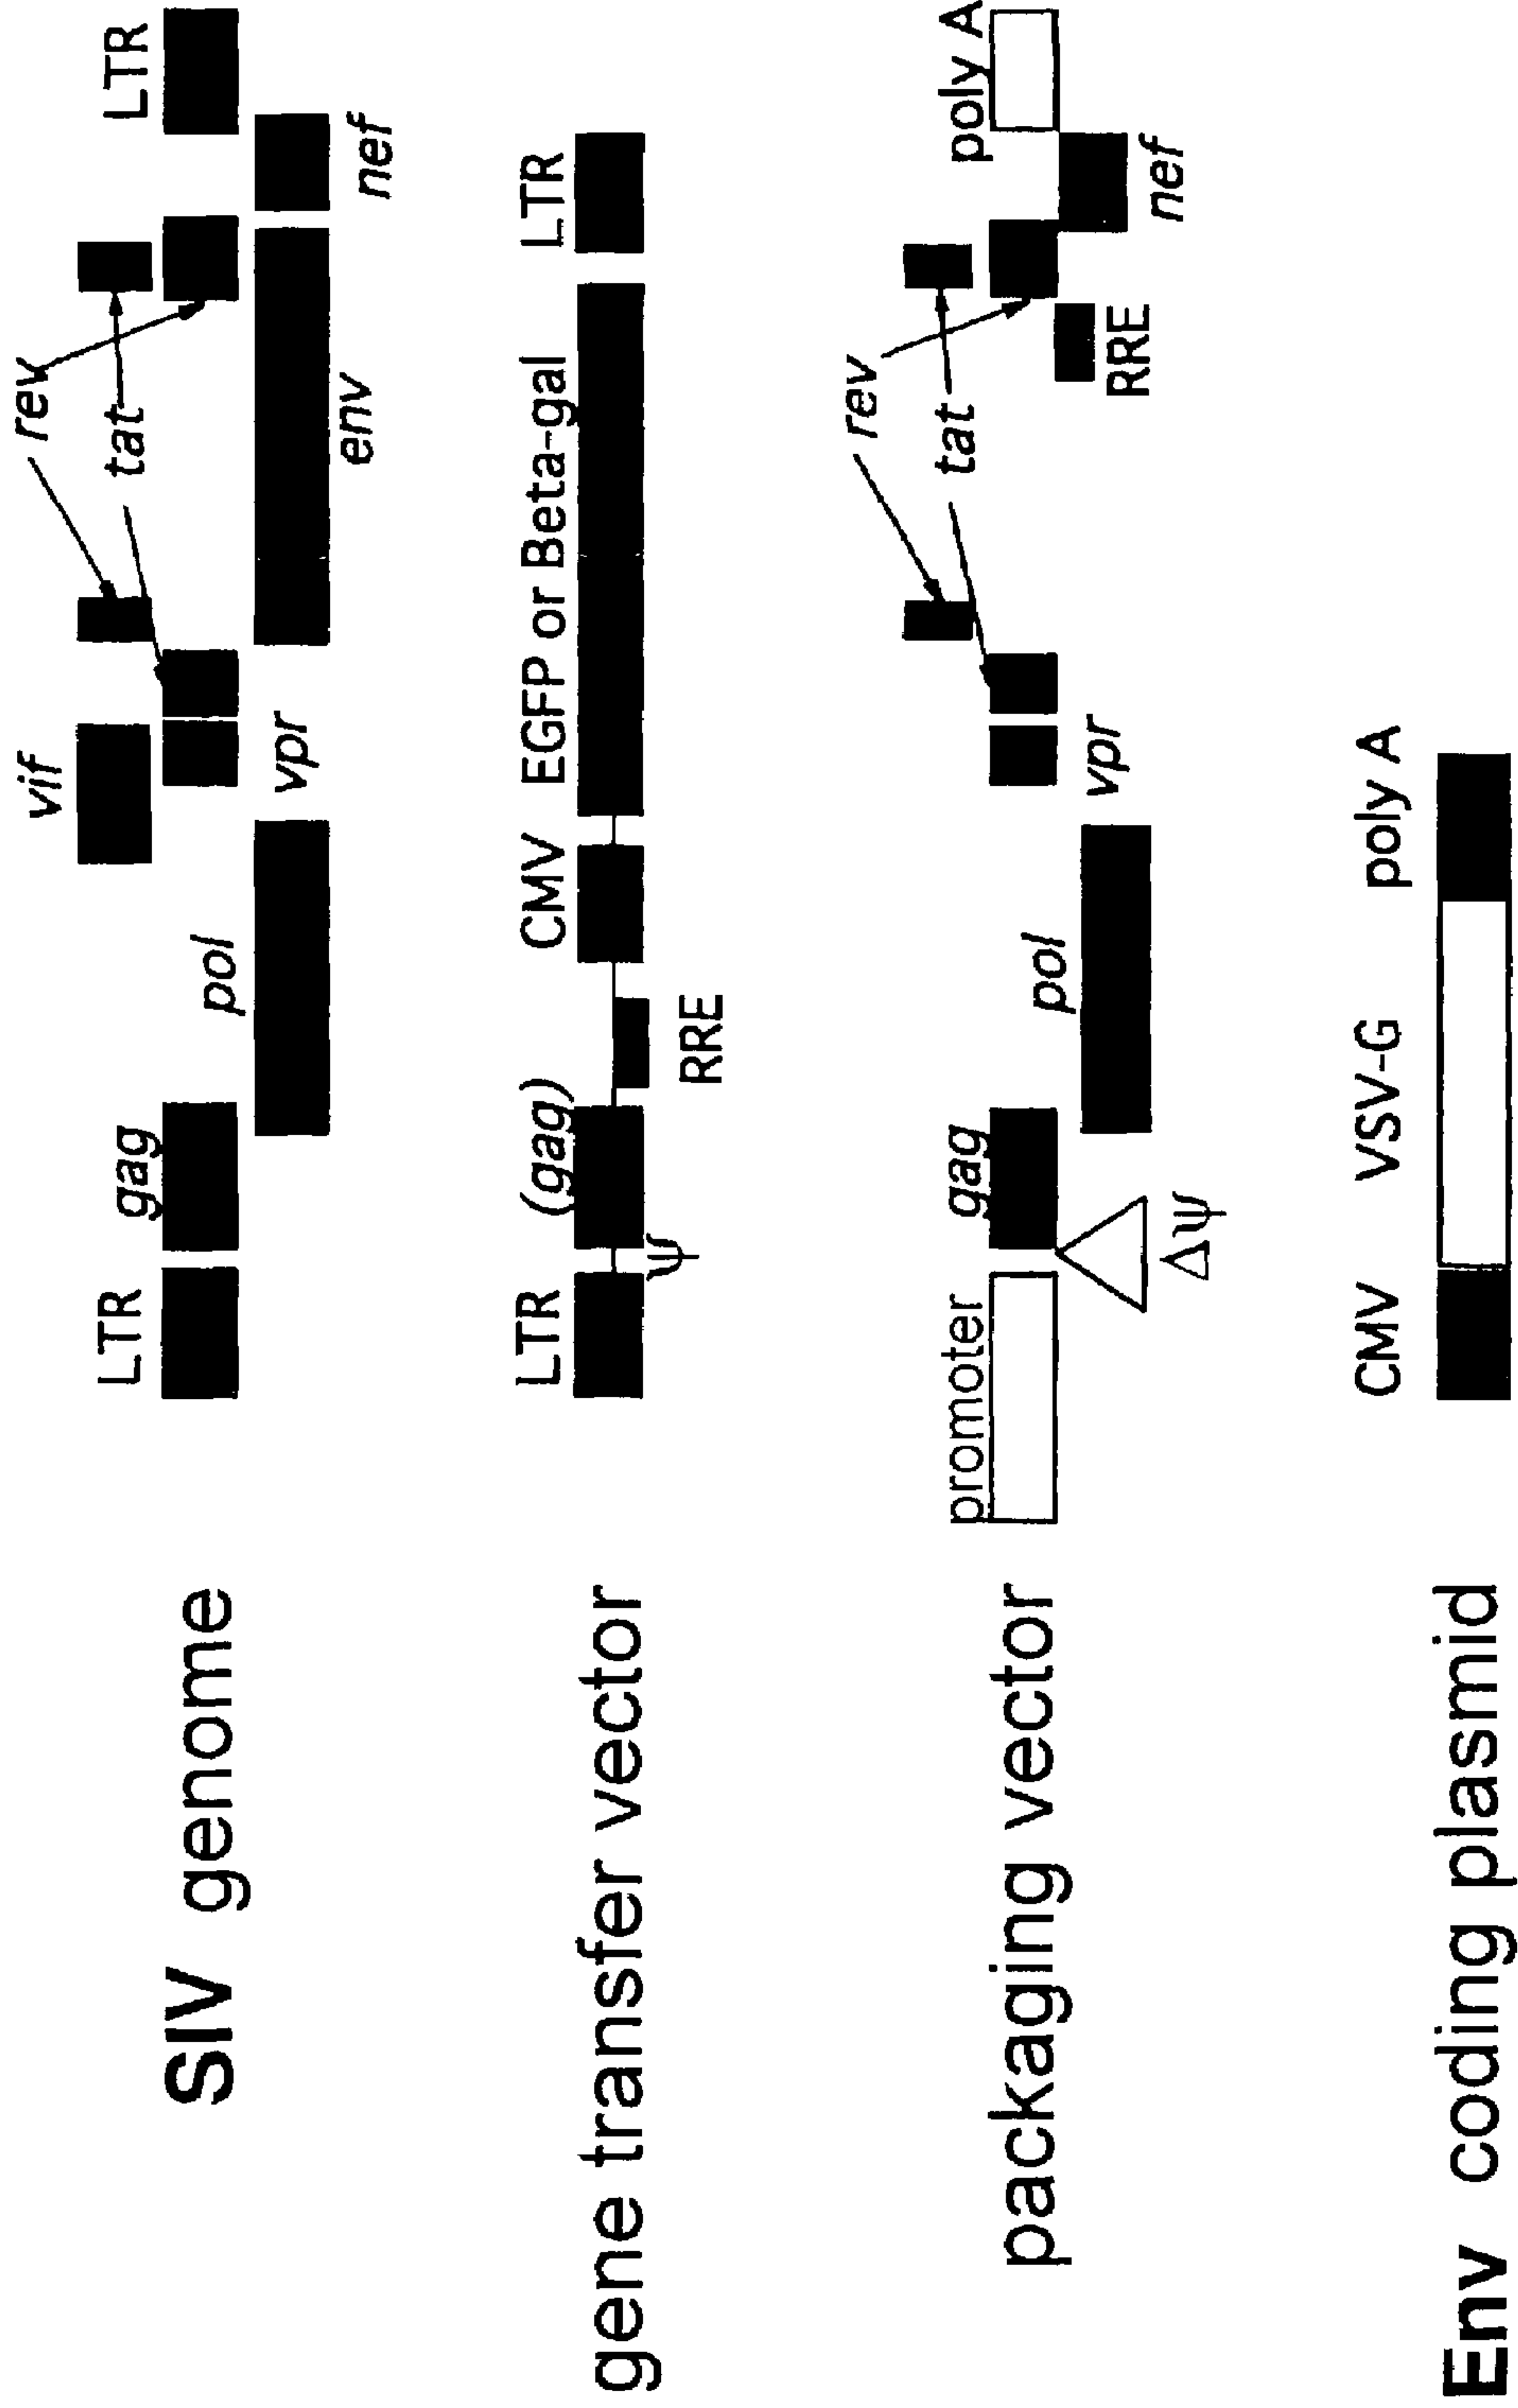 SIV genome
LTR
gag
pol
vif
vpr
rev
tat
env
nef
LTR
gene transfer vector
LTR
Ψ
(gag)
RRE
CMV
EGFP or Beta-gal
LTR
packaging vector
promoter
ΔΨ
gag
pol
vpr
rev
tat
RRE
nef
poly A
Env coding plasmid
CMV
VSV-G
poly A